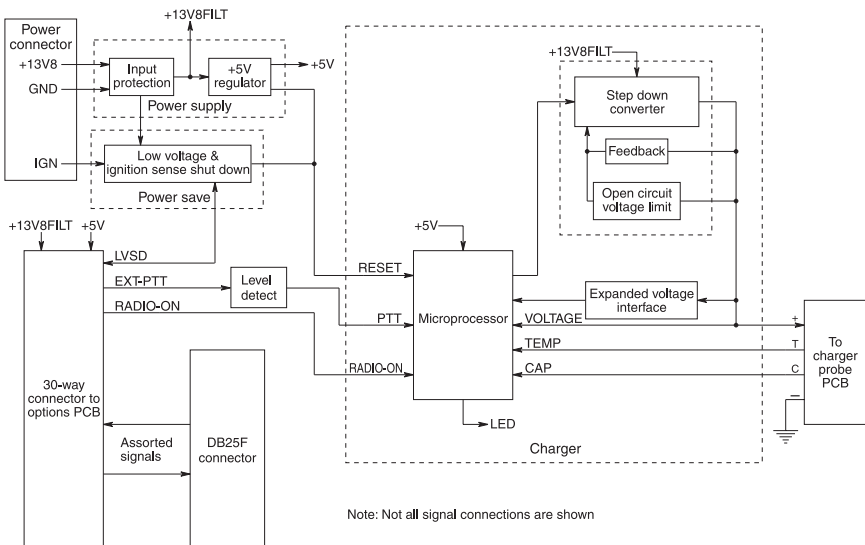 +13V8FILT
Power
connector
+13V8
GND
IGN
Input
protection
+5V
regulator
+5V
Power supply
Low voltage &
ignition sense shut down
Power save
+13V8FILT
Step down
converter
Feedback
Open circuit
voltage limit
+13V8FILT
+5V
LVSD
EXT-PTT
RADIO-ON
Level
detect
30-way
connector to
options PCB
Assorted
signals
DB25F
connector
+5V
RESET
PTT
RADIO-ON
Microprocessor
LED
Expanded voltage
interface
VOLTAGE
TEMP
CAP
Charger
+
T
C
—
To
charger
probe
PCB
Note: Not all signal connections are shown